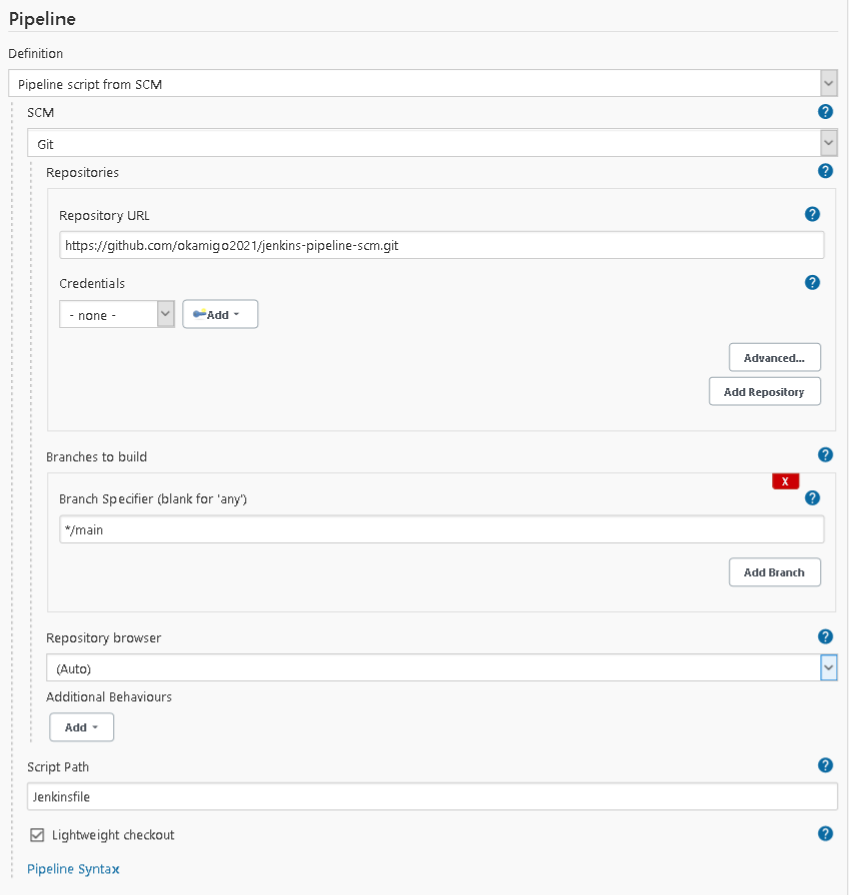 Pipeline
Definition
Pipeline script from SCM
SCM
?
Git
Repositories
?
Repository URL
?
https://github.com/okamigo2021/jenkins-pipeline-scm.git
Credentials
?
- none -
Add
Advanced...
Add Repository
Branches to build
?
X
Branch Specifier (blank for 'any')
?
*/main
Add Branch
Repository browser
?
(Auto)
Additional Behaviours
Add
Script Path
?
Jenkinsfile
Lightweight checkout
?
Pipeline Syntax